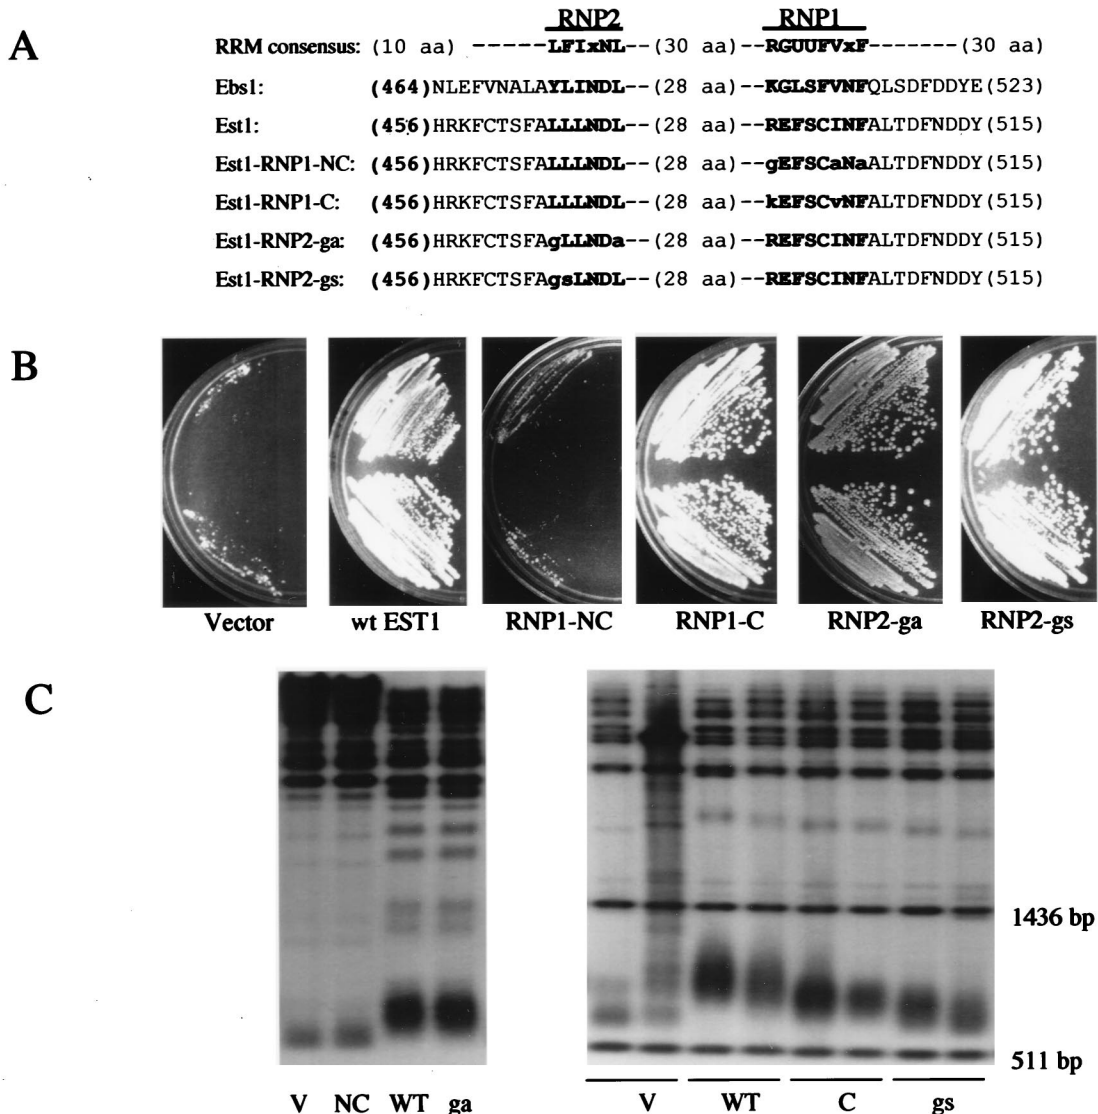 A
RNP2 RNP1
RRM consensus: (10 aa) -----LFIxNL--(30 aa)--RGUUFVxF-------(30 aa)
Ebs1: (464)NLEFVNALAYLINDL--(28 aa)--KGLSFVNFQLSDFDDYE(523)
Est1: (456)HRKFCTSFALLLNDL--(28 aa)--REFSCINFALTDFNDDY(515)
Est1-RNP1-NC: (456)HRKFCTSFALLLNDL--(28 aa)--gEFSCaNaALTDFNDDY(515)
Est1-RNP1-C: (456)HRKFCTSFALLLNDL--(28 aa)--kEFSCvNFALTDFNDDY(515)
Est1-RNP2-ga: (456)HRKFCTSFAgLLNDa--(28 aa)--REFSCINFALTDFNDDY(515)
Est1-RNP2-gs: (456)HRKFCTSFAgsLNDL--(28 aa)--REFSCINFALTDFNDDY(515)
B
Vector wt EST1 RNP1-NC RNP1-C RNP2-ga RNP2-gs
C
1436 bp
511 bp
V NC WT ga V WT C gs